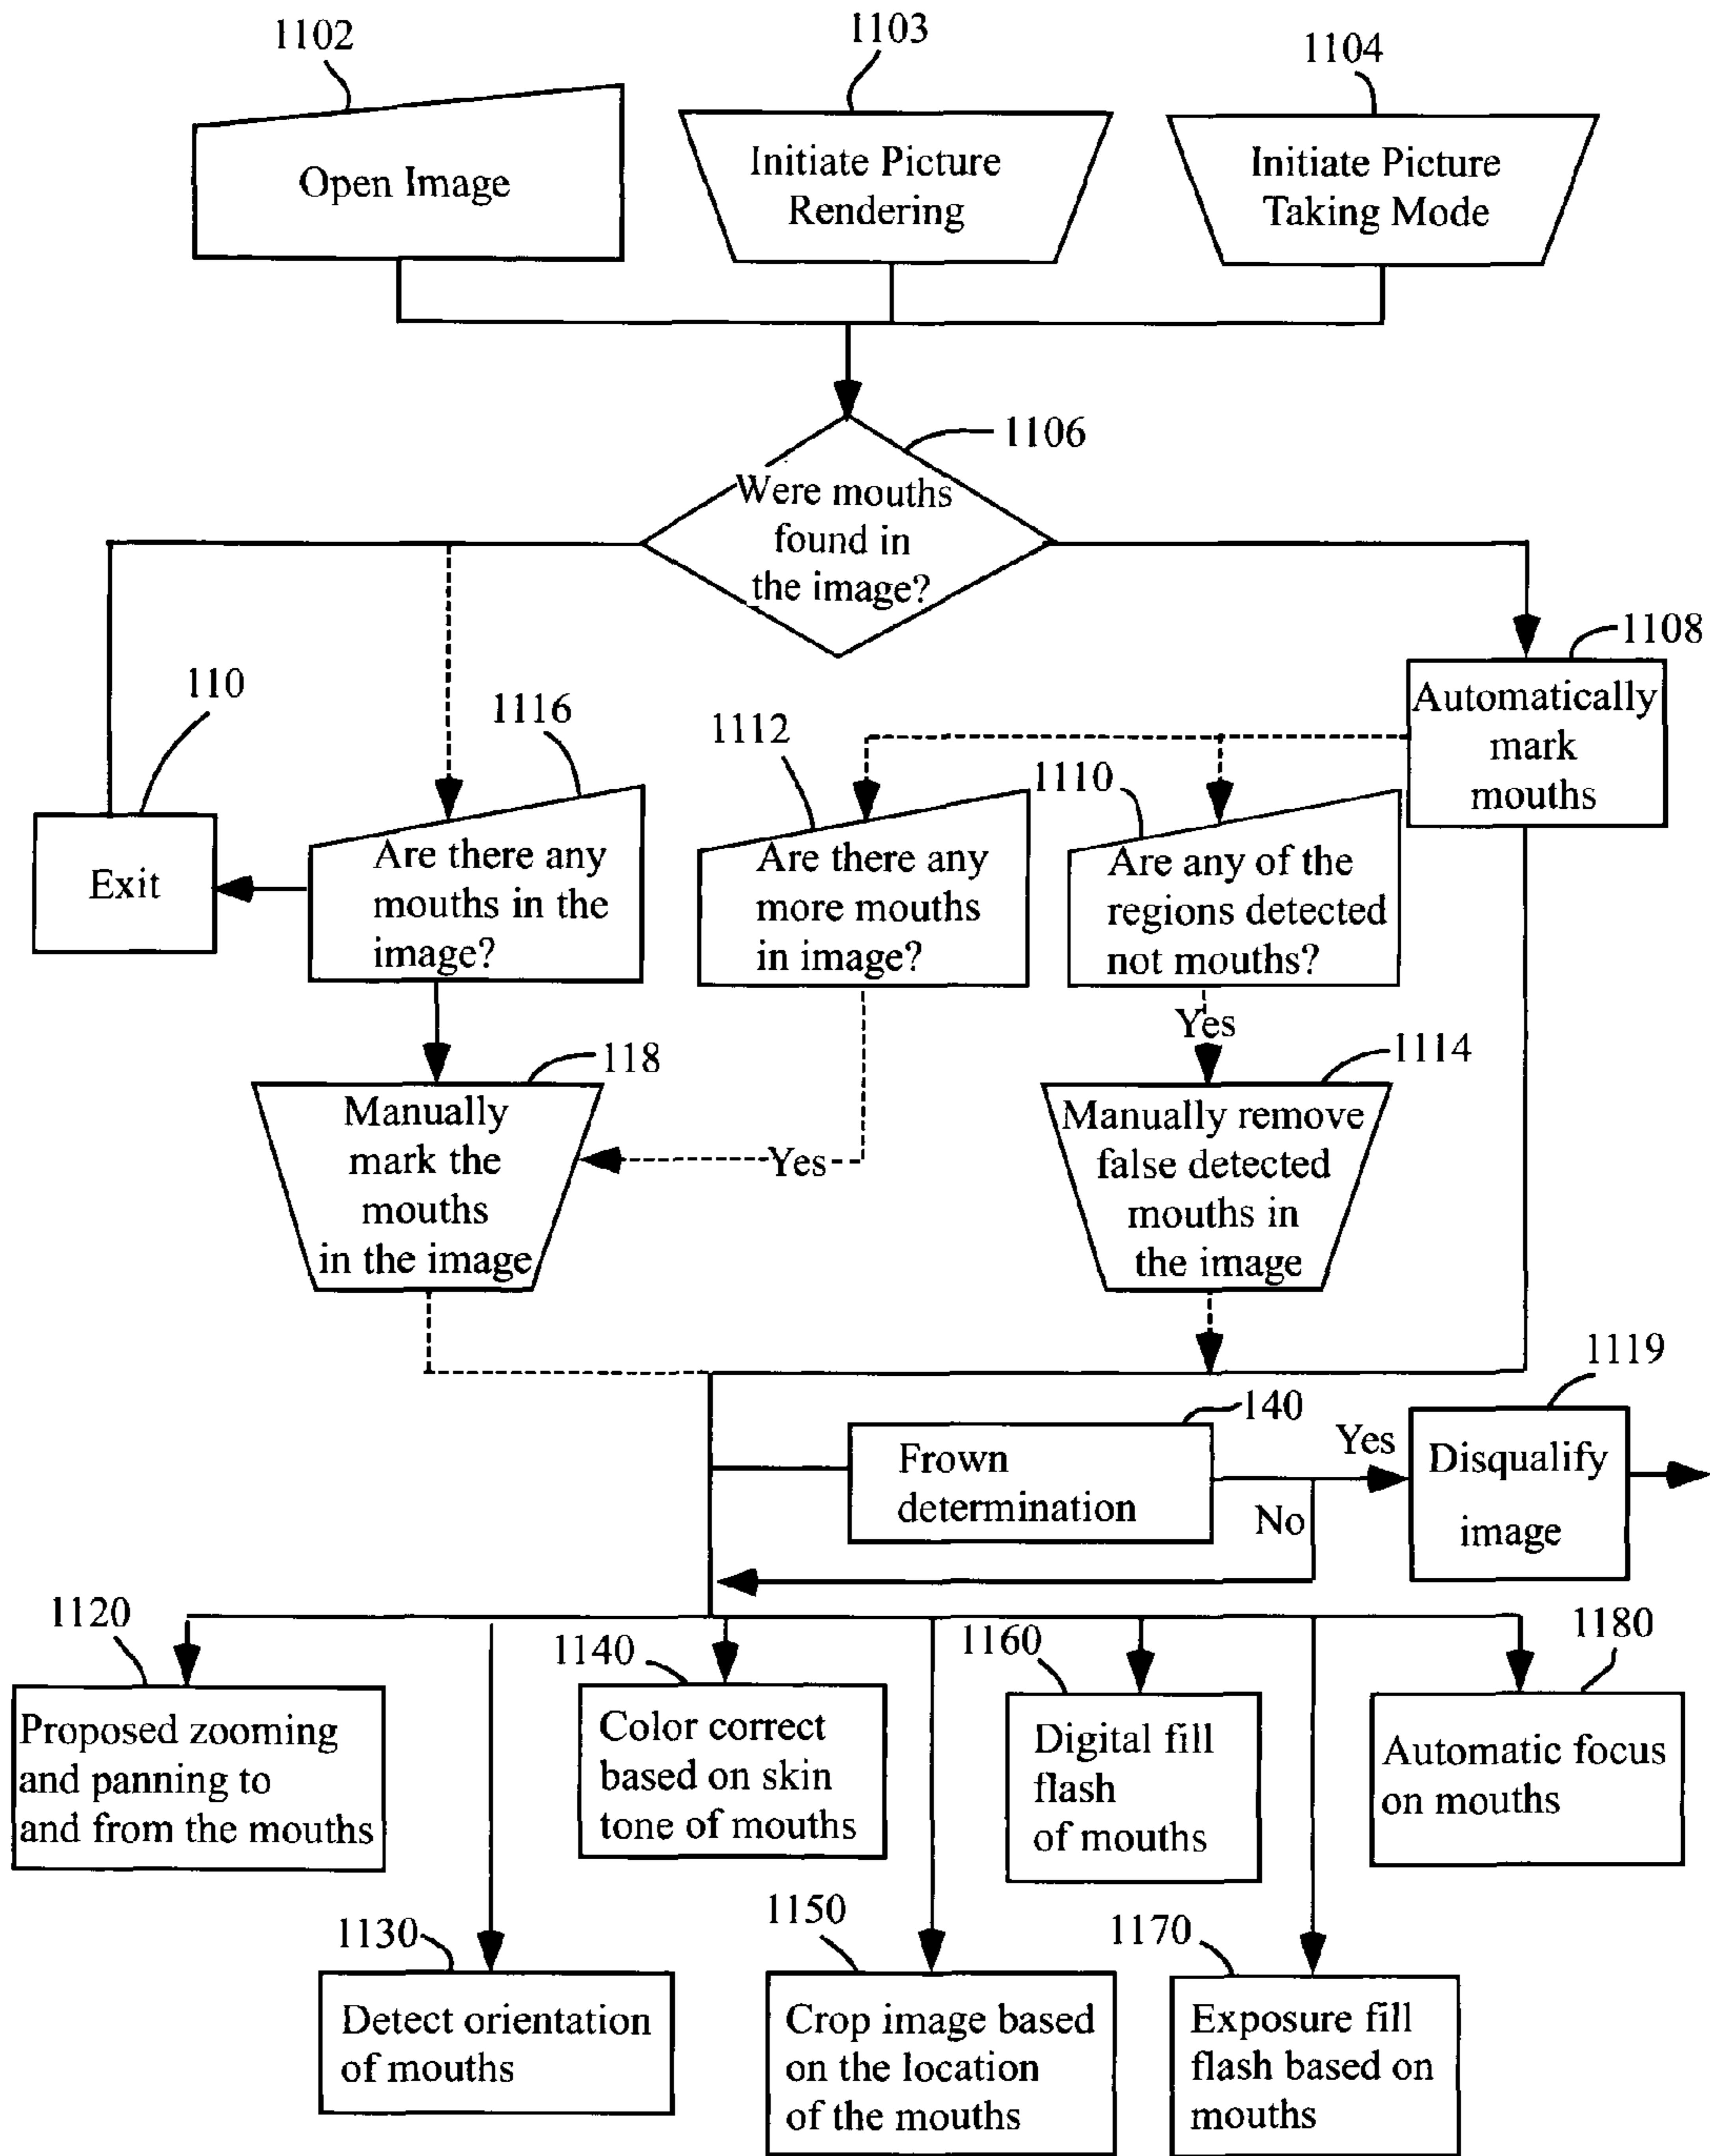 1102
1103
1104
Open Image
Initiate Picture
Rendering
Initiate Picture
Taking Mode
1106
Were mouths
found in
the image?
1108
Automatically
mark
mouths
110
Exit
1116
Are there any
mouths in the
image?
1112
Are there any
more mouths
in image?
1110
Are any of the
regions detected
not mouths?
Yes
118
Manually
mark the
mouths
in the image
Yes
1114
Manually remove
false detected
mouths in
the image
140
Frown
determination
Yes
No
1119
Disqualify
image
1120
Proposed zooming
and panning to
and from the mouths
1140
Color correct
based on skin
tone of mouths
1160
Digital fill
flash
of mouths
1180
Automatic focus
on mouths
1130
Detect orientation
of mouths
1150
Crop image based
on the location
of the mouths
1170
Exposure fill
flash based on
mouths